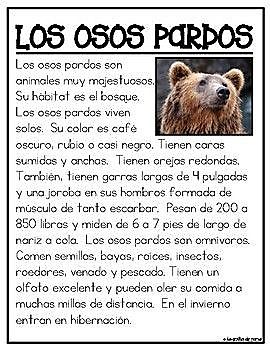 LOS OSOS PARDOS
Los osos pardos son
animales muy majestuosos.
Su hábitat es el bosque.
Los osos pardos viven
solos. Su color es café
oscuro, rubio o casi negro. Tienen caras
sumidas y anchas. Tienen orejas redondas.
También, tienen garras largas de 4 pulgadas
y una joroba en sus hombros formada de
músculo de tanto escarbar. Pesan de 200 a
850 libras y miden de 6 a 7 pies de largo de
nariz a cola. Los osos pardos son omnívoros.
Comen semillas, bayas, raíces, insectos,
roedores, venado y pescado. Tienen un
olfato excelente y pueden oler su comida a
muchas millas de distancia. En el invierno
entran en hibernación.